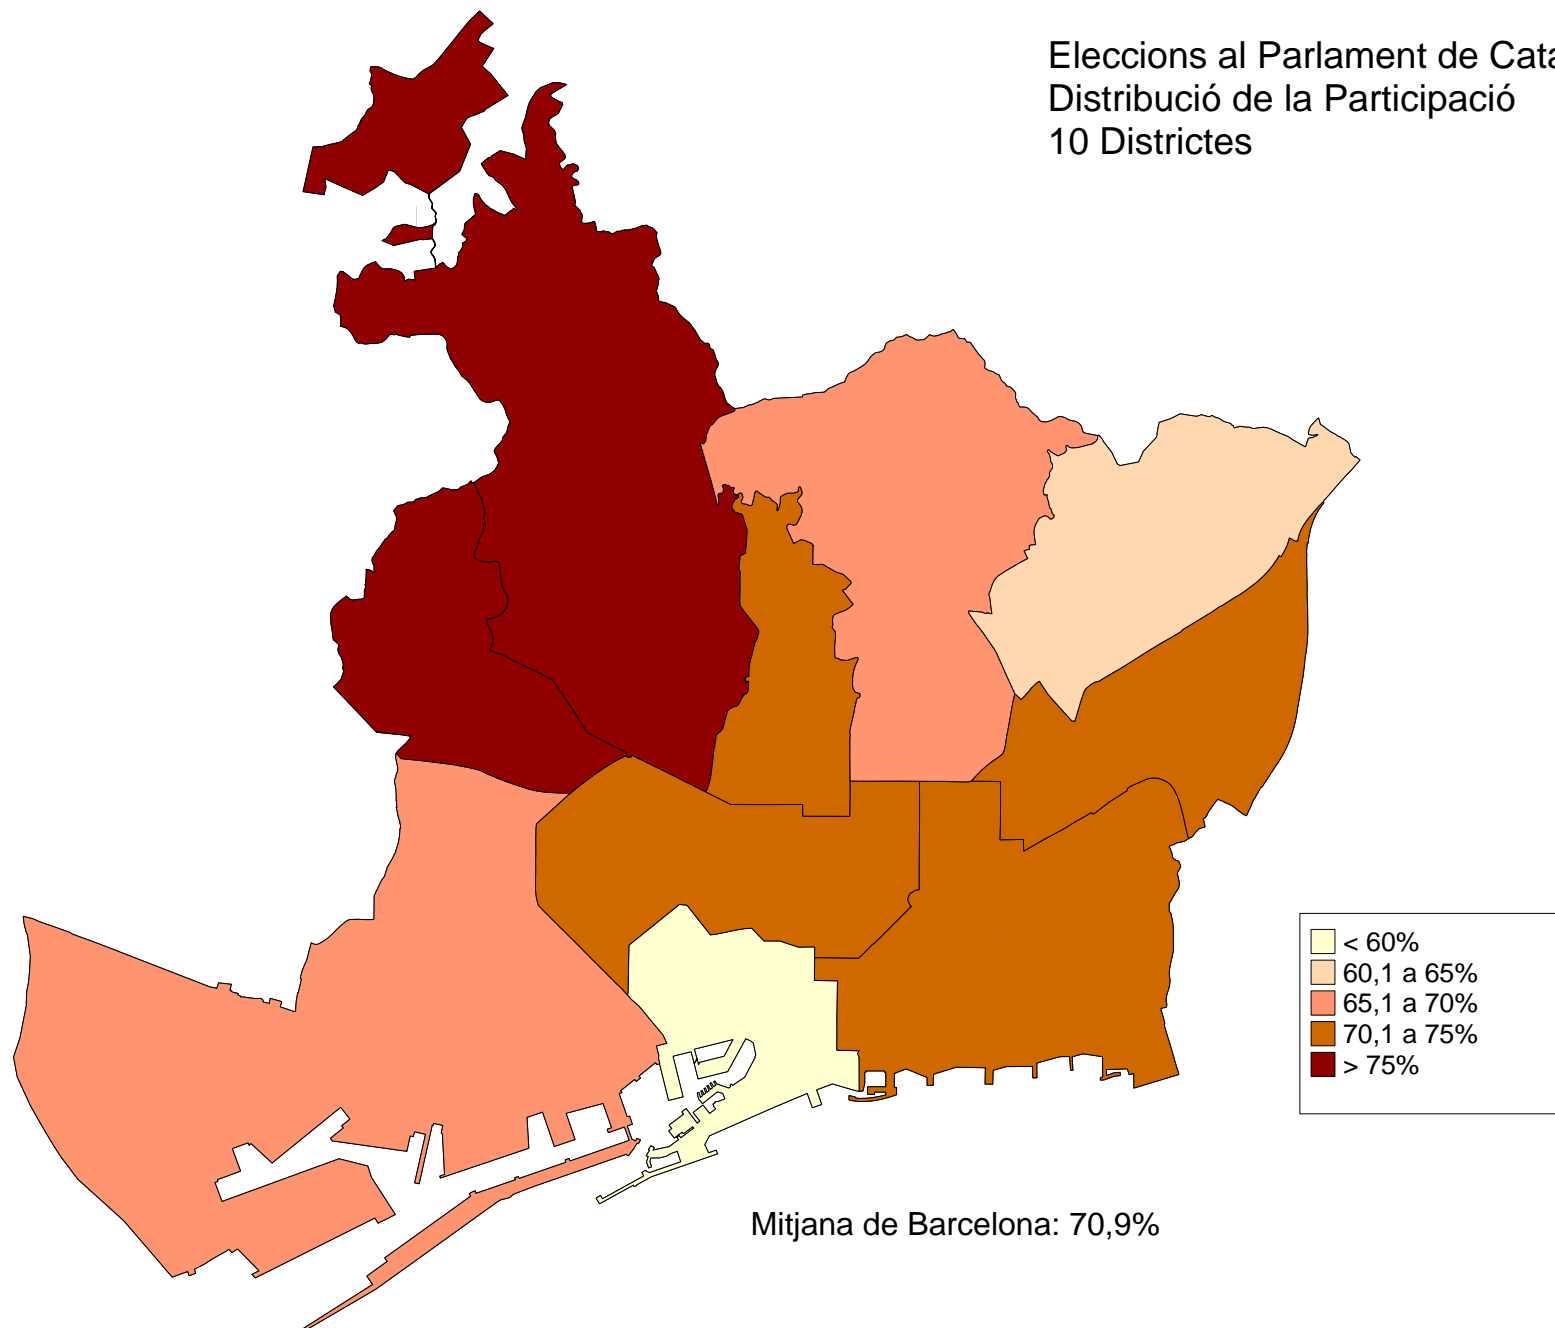 Eleccions al Parlament de Cata
Distribució de la Participació
10 Districtes
< 60%
60,1 a 65%
65,1 a 70%
70,1 a 75%
> 75%
Mitjana de Barcelona: 70,9%